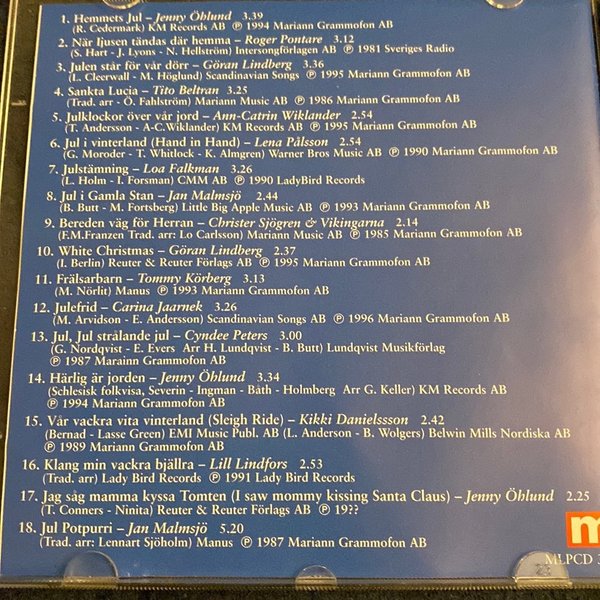 1. Hemmets Jul – Jenny Öhlund 3.39
(R. Cedermark) KM Records AB ℗ 1994 Mariann Grammofon AB
2. När ljusen tändas där hemma – Roger Pontare 3.12
(S. Hart - J. Lyons - N. Hellström) Intersongförlagen AB ℗ 1981 Sveriges Radio
3. Julen står för vår dörr – Göran Lindberg 3.36
(L. Cleerwall - M. Höglund) Scandinavian Songs ℗ 1995 Mariann Grammofon AB
4. Sankta Lucia – Tito Beltran 3.25
(Trad. arr - Ö. Fahlström) Mariann Music AB ℗ 1986 Mariann Grammofon AB
5. Julklockor över vår jord – Ann-Catrin Wiklander 2.54
(T. Andersson - A-C.Wiklander) KM Records AB ℗ 1995 Mariann Grammofon AB
6. Jul i vinterland (Hand in Hand) – Lena Pålsson 2.54
(G. Moroder - T. Whitlock - K. Almgren) Warner Bros Music AB ℗ 1990 Mariann Grammofon AB
7. Julstämning – Loa Falkman 3.26
(L. Holm - I. Forsman) CMM AB ℗ 1990 LadyBird Records
8. Jul i Gamla Stan – Jan Malmsjö 2.44
(B. Butt - M. Fortsberg) Little Big Apple Music AB ℗ 1993 Mariann Grammofon AB
9. Bereden väg för Herran – Christer Sjögren & Vikingarna 2.14
(F.M.Franzen Trad. arr: Lo Carlsson) Mariann Music AB ℗ 1985 Mariann Grammofon AB
10. White Christmas – Göran Lindberg 2.37
(I. Berlin) Reuter & Reuter Förlags AB ℗ 1995 Mariann Grammofon AB
11. Frälsarbarn – Tommy Körberg 3.13
(M. Nörlit) Manus ℗ 1993 Mariann Grammofon AB
12. Julefrid – Carina Jaarnek 3.26
(M. Arvidson - E. Andersson) Scandinavian Songs AB ℗ 1996 Mariann Grammofon AB
13. Jul, Jul strålande jul – Cyndee Peters 3.00
(G. Nordqvist - E. Evers Arr H. Lundqvist - B. Butt) Lundqvist Musikförlag
℗ 1987 Marainn Grammofon AB
14. Härlig är jorden – Jenny Öhlund 3.34
(Schlesisk folkvisa, Severin - Ingman - Båth - Holmberg Arr G. Keller) KM Records AB
℗ 1994 Mariann Grammofon AB
15. Vår vackra vita vinterland (Sleigh Ride) – Kikki Danielssson 2.42
(Bernad - Lasse Green) EMI Music Publ. AB (L. Anderson - B. Wolgers) Belwin Mills Nordiska AB
℗ 1989 Mariann Grammofon AB
16. Klang min vackra bjällra – Lill Lindfors 2.53
(Trad. arr) Lady Bird Records ℗ 1991 Lady Bird Records
17. Jag såg mamma kyssa Tomten (I saw mommy kissing Santa Claus) – Jenny Öhlund 2.25
(T. Conners - Ninita) Reuter & Reuter Förlags AB ℗ 19??
18. Jul Potpurri – Jan Malmsjö 5.20
(Trad. arr: Lennart Sjöholm) Manus ℗ 1987 Mariann Grammofon AB
MLPCD 3